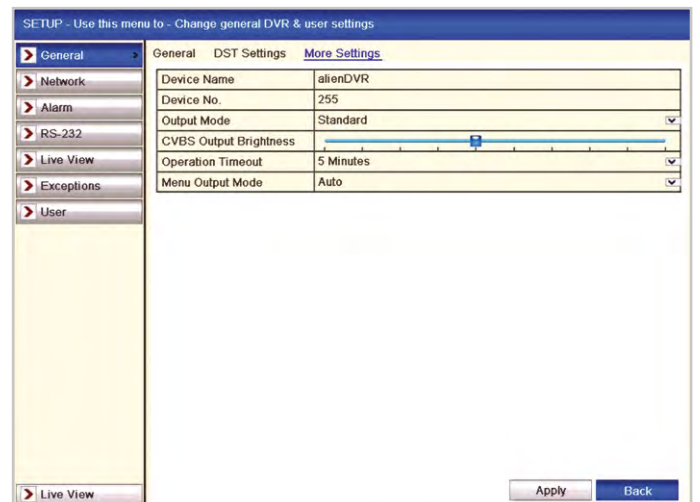 SETUP - Use this menu to - Change general DVR & user settings
General
Network
Alarm
RS-232
Live View
Exceptions
User
Live View
General DST Settings More Settings
Device Name alienDVR
Device No. 255
Output Mode Standard
CVBS Output Brightness
Operation Timeout 5 Minutes
Menu Output Mode Auto
Apply Back